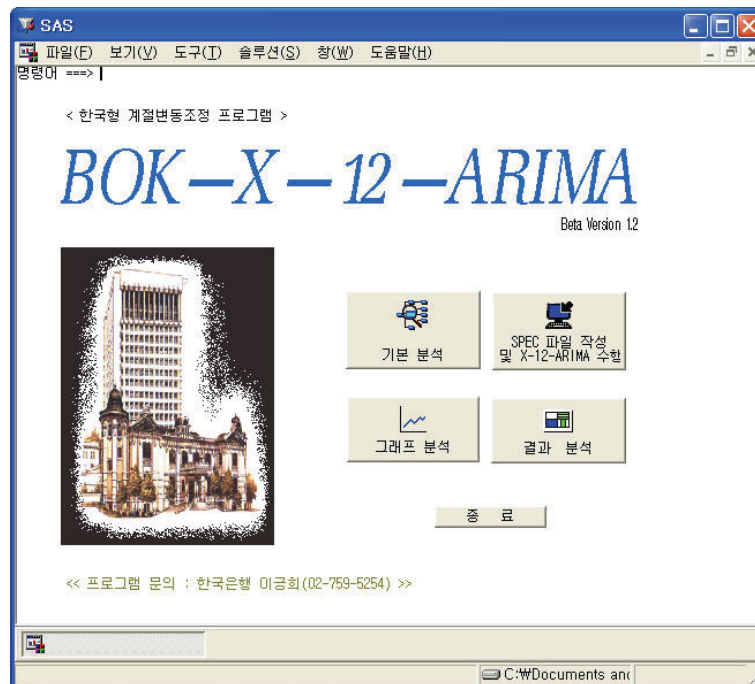 SAS
파일(F) 보기(V) 도구(T) 솔루션(S) 창(W) 도움말(H)
명령어 ===>
< 한국형 계절변동조정 프로그램 >
BOK-X-12-ARIMA
Beta Version 1.2
기본 분석
SPEC 파일 작성
및 X-12-ARIMA 수행
그래프 분석
결과 분석
종 료
<< 프로그램 문의 : 한국은행 이긍희(02-759-5254) >>
C:₩Documents and